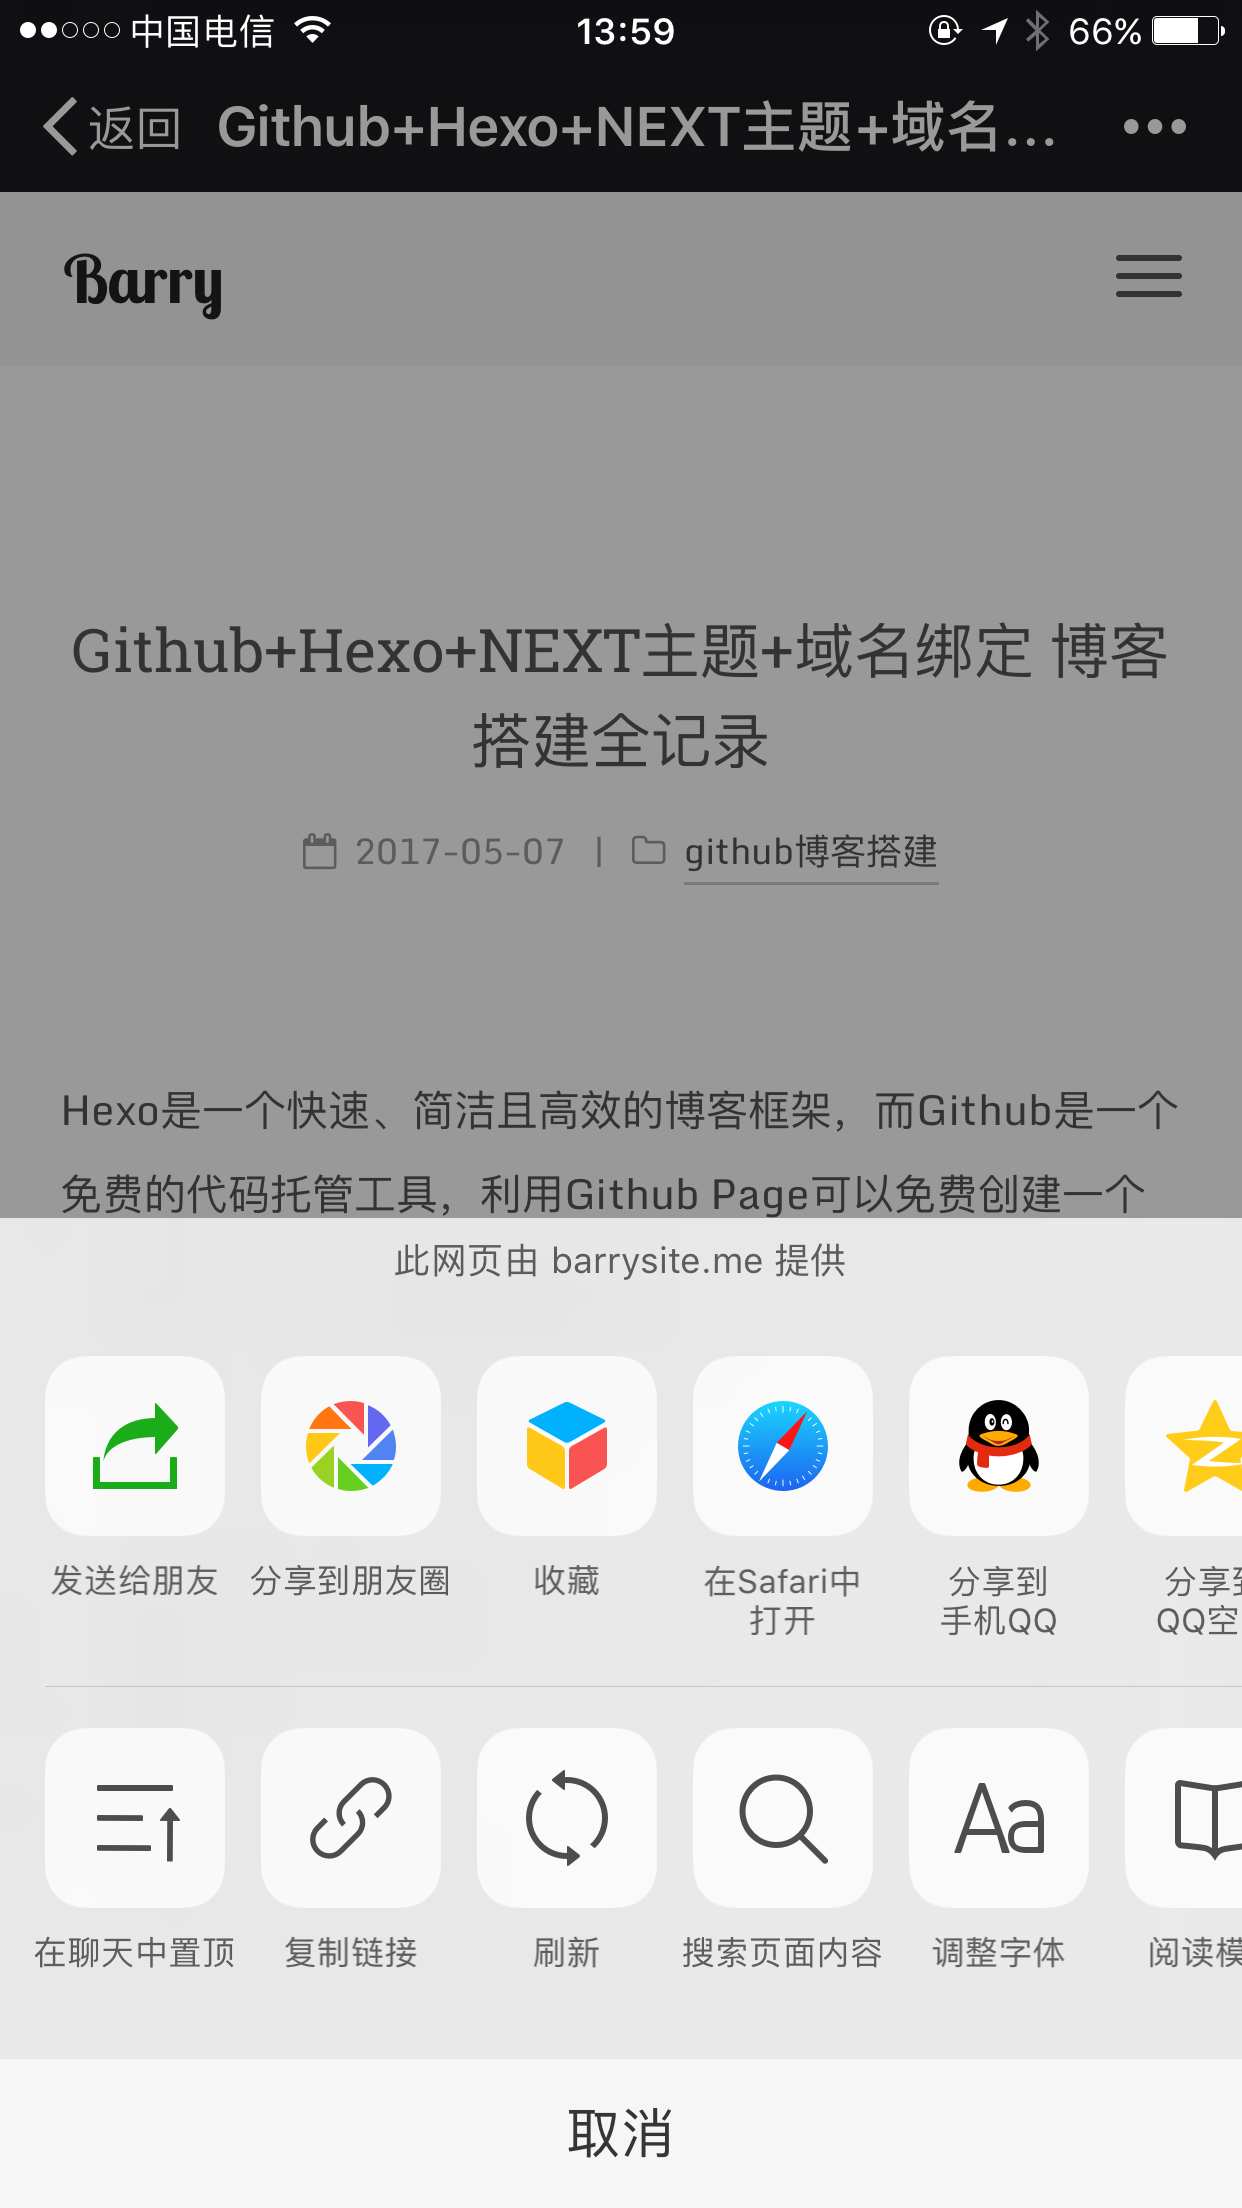 中国电信 13:59 66%
返回 Github+Hexo+NEXT主题+域名...
Barry
Github+Hexo+NEXT主题+域名绑定 博客
搭建全记录
2017-05-07 | github博客搭建
Hexo是一个快速、简洁且高效的博客框架，而Github是一个
免费的代码托管工具，利用Github Page可以免费创建一个
此网页由 barrysite.me 提供
发送给朋友 分享到朋友圈 收藏 在Safari中 分享到 分享到
打开 手机QQ QQ空
在聊天中置顶 复制链接 刷新 搜索页面内容 调整字体 阅读模
取消